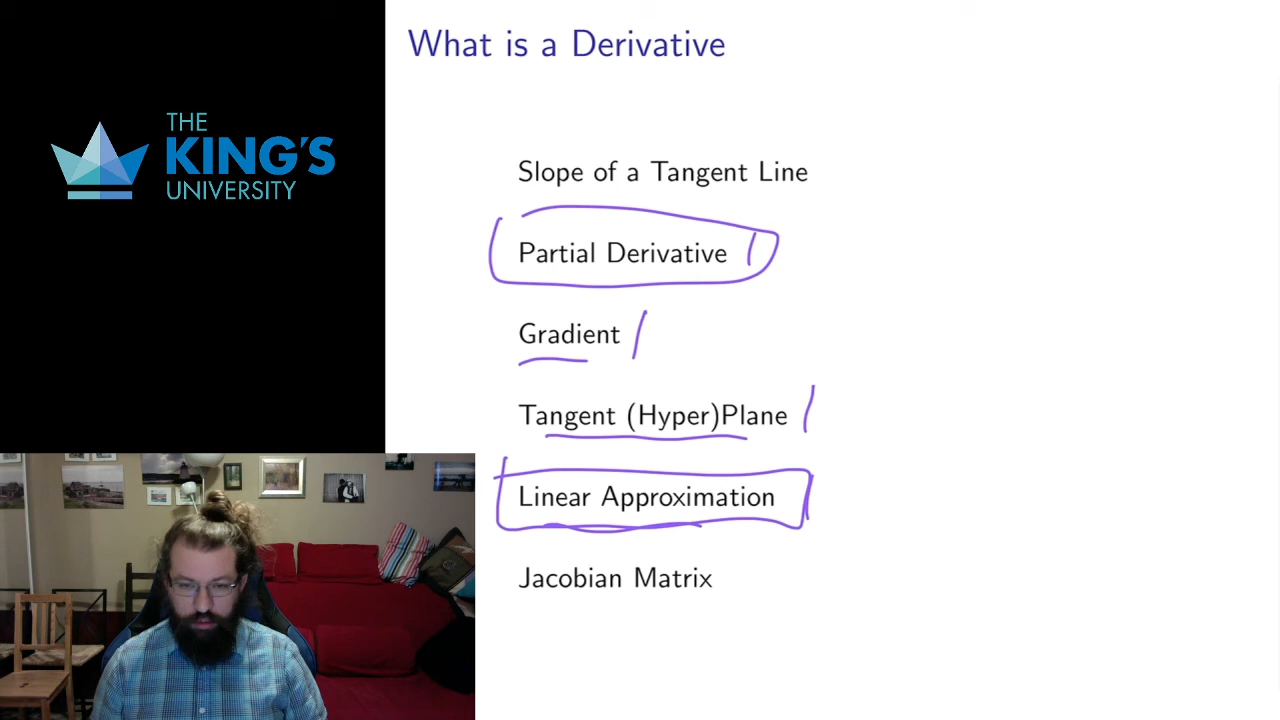 THE
KING'S
UNIVERSITY
What is a Derivative
Slope of a Tangent Line
Partial Derivative
Gradient
Tangent (Hyper)Plane
Linear Approximation
Jacobian Matrix